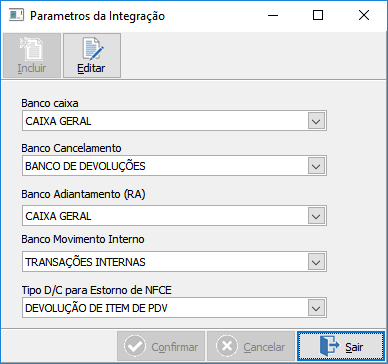 Parametros da Integração
Incluir
Editar
Banco caixa
CAIXA GERAL
Banco Cancelamento
BANCO DE DEVOLUÇÕES
Banco Adiantamento (RA)
CAIXA GERAL
Banco Movimento Interno
TRANSAÇÕES INTERNAS
Tipo D/C para Estorno de NFCE
DEVOLUÇÃO DE ITEM DE PDV
Confirmar
Cancelar
Sair